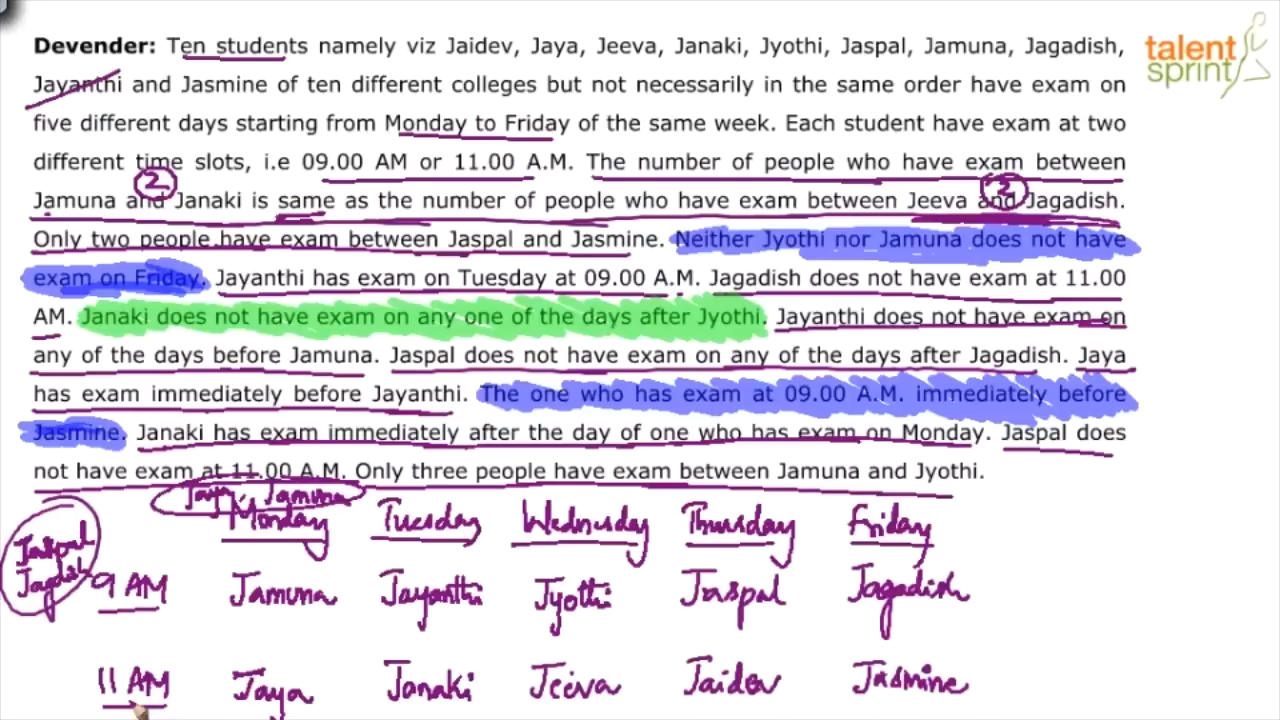 Devender: Ten students namely viz Jaidev, Jaya, Jeeva, Janaki, Jyothi, Jaspal, Jamuna, Jagadish,
talent
sprint
Jayanthi and Jasmine of ten different colleges but not necessarily in the same order have exam on
five different days starting from Monday to Friday of the same week. Each student have exam at two
different time slots, i.e 09.00 AM or 11.00 A.M. The number of people who have exam between
2
2
Jamuna and Janaki is same as the number of people who have exam between Jeeva and Jagadish.
Only two people have exam between Jaspal and Jasmine. Neither Jyothi nor Jamuna does not have
exam on Friday. Jayanthi has exam on Tuesday at 09.00 A.M. Jagadish does not have exam at 11.00
AM. Janaki does not have exam on any one of the days after Jyothi. Jayanthi does not have exam on
any of the days before Jamuna. Jaspal does not have exam on any of the days after Jagadish. Jaya
has exam immediately before Jayanthi. The one who has exam at 09.00 A.M. immediately before
Jasmine. Janaki has exam immediately after the day of one who has exam on Monday. Jaspal does
not have exam at 11.00 A.M. Only three people have exam between Jamuna and Jyothi.
Jaya Jamuna
Monday Tuesday Wednesday Thursday Friday
Jaspal
Jagdish
9 AM Jamuna Jayanthi Jyothi Jaspal Jagadish
11 AM Jaya Janaki Jeeva Jaidev Jasmine